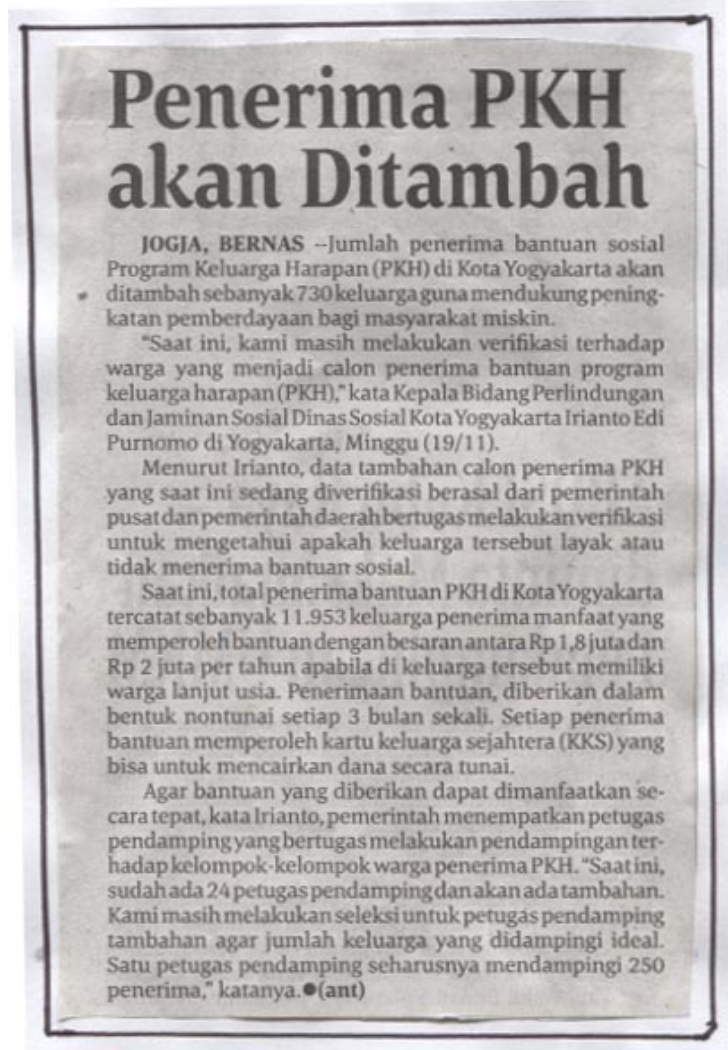 Penerima PKH
akan Ditambah
JOGJA, BERNAS --Jumlah penerima bantuan sosial
Program Keluarga Harapan (PKH) di Kota Yogyakarta akan
ditambah sebanyak 730 keluarga guna mendukung pening-
katan pemberdayaan bagi masyarakat miskin.
"Saat ini, kami masih melakukan verifikasi terhadap
warga yang menjadi calon penerima bantuan program
keluarga harapan (PKH)," kata Kepala Bidang Perlindungan
dan Jaminan Sosial Dinas Sosial Kota Yogyakarta Irianto Edi
Purnomo di Yogyakarta, Minggu (19/11).
Menurut Irianto, data tambahan calon penerima PKH
yang saat ini sedang diverifikasi berasal dari pemerintah
pusat dan pemerintah daerah bertugas melakukan verifikasi
untuk mengetahui apakah keluarga tersebut layak atau
tidak menerima bantuan sosial.
Saat ini, total penerima bantuan PKH di Kota Yogyakarta
tercatat sebanyak 11.953 keluarga penerima manfaat yang
memperoleh bantuan dengan besaran antara Rp 1,8 juta dan
Rp 2 juta per tahun apabila di keluarga tersebut memiliki
warga lanjut usia. Penerimaan bantuan, diberikan dalam
bentuk nontunai setiap 3 bulan sekali. Setiap penerima
bantuan memperoleh kartu keluarga sejahtera (KKS) yang
bisa untuk mencairkan dana secara tunai.
Agar bantuan yang diberikan dapat dimanfaatkan se-
cara tepat, kata Irianto, pemerintah menempatkan petugas
pendamping yang bertugas melakukan pendampingan ter-
hadap kelompok-kelompok warga penerima PKH. "Saat ini,
sudah ada 24 petugas pendamping dan akan ada tambahan.
Kami masih melakukan seleksi untuk petugas pendamping
tambahan agar jumlah keluarga yang didampingi ideal.
Satu petugas pendamping seharusnya mendampingi 250
penerima," katanya.●(ant)